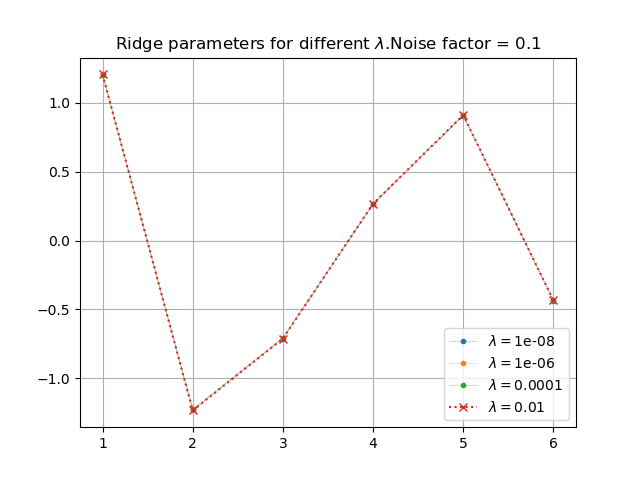 Ridge parameters for different λ.Noise factor = 0.1
1.0
0.5
0.0
−0.5
−1.0
λ = 1e-08
λ = 1e-06
λ = 0.0001
λ = 0.01
1 2 3 4 5 6